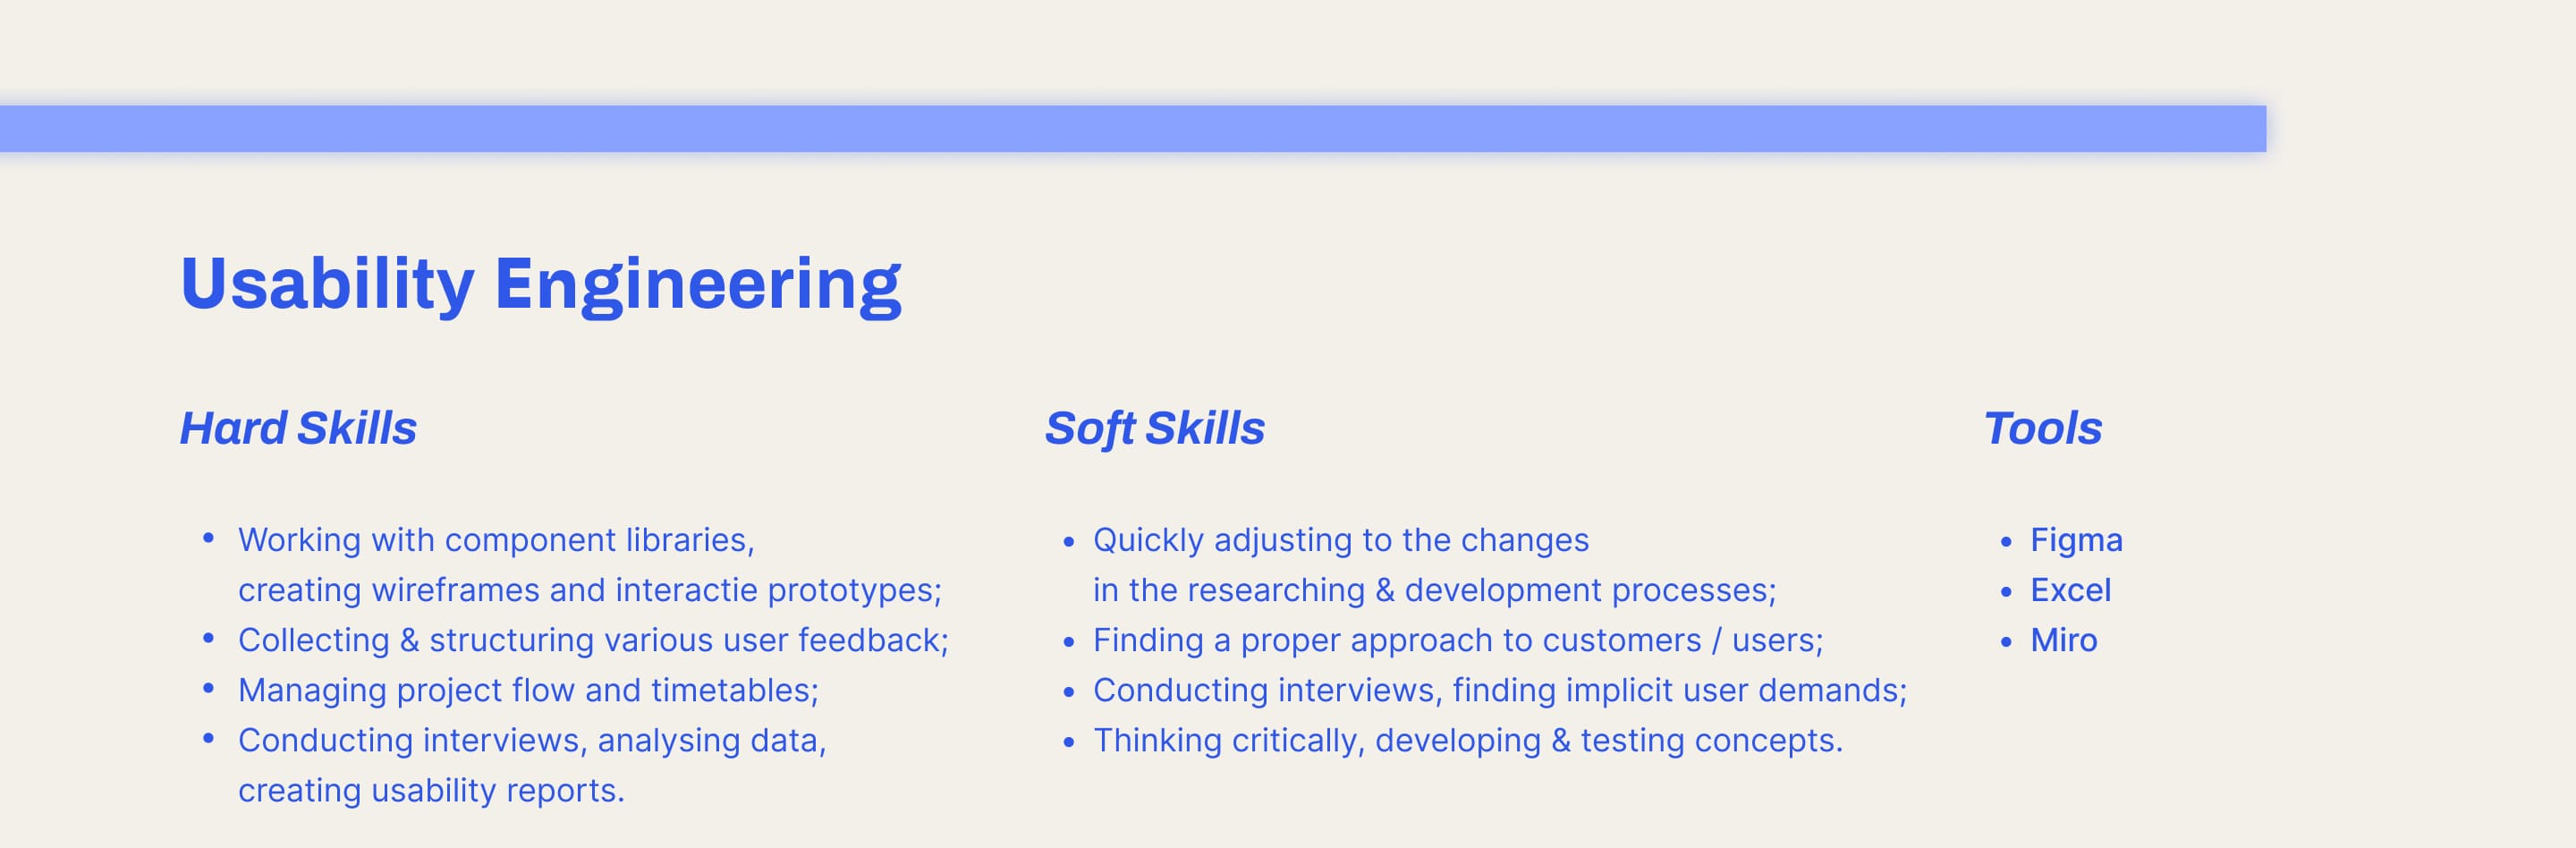 Usability Engineering
Hard Skills
• Working with component libraries,
creating wireframes and interactie prototypes;
• Collecting & structuring various user feedback;
• Managing project flow and timetables;
• Conducting interviews, analysing data,
creating usability reports.
Soft Skills
• Quickly adjusting to the changes
in the researching & development processes;
• Finding a proper approach to customers / users;
• Conducting interviews, finding implicit user demands;
• Thinking critically, developing & testing concepts.
Tools
• Figma
• Excel
• Miro